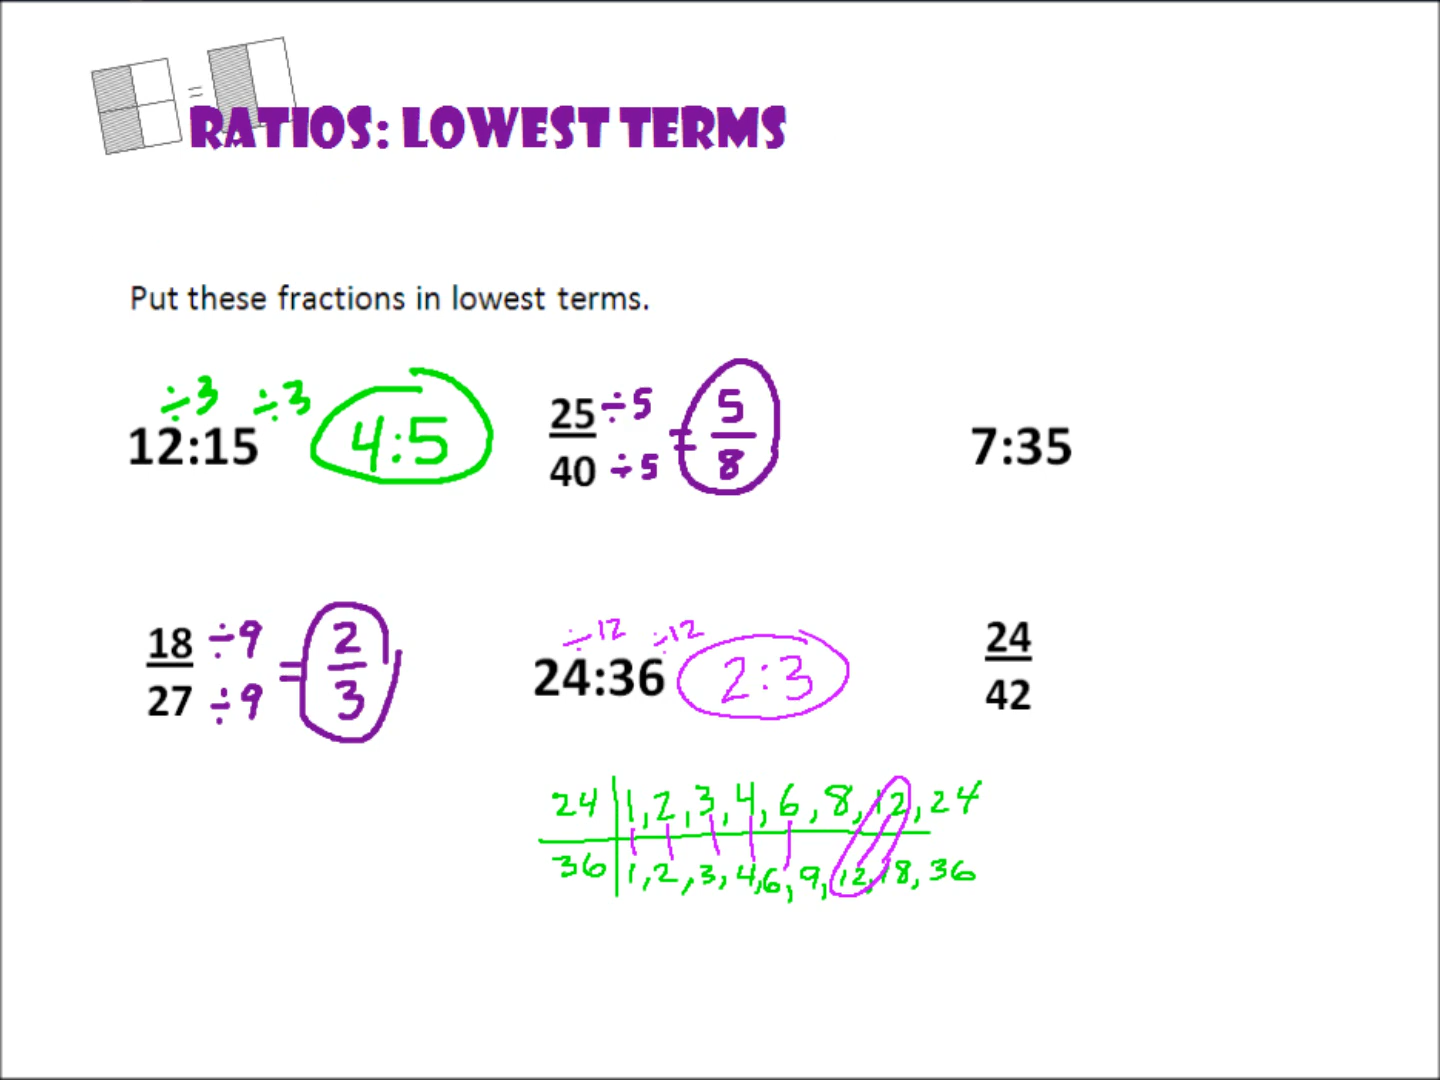 =
RATIOS: LOWEST TERMS
Put these fractions in lowest terms.
÷3 ÷3
12:15 4:5
25 ÷5 = 5
40 ÷5 8
7:35
18 ÷9 = 2
27 ÷9 3
÷12 ÷12
24:36 2:3
24
42
24 1, 2, 3, 4, 6, 8, 12, 24
36 1, 2, 3, 4, 6, 9, 12, 18, 36